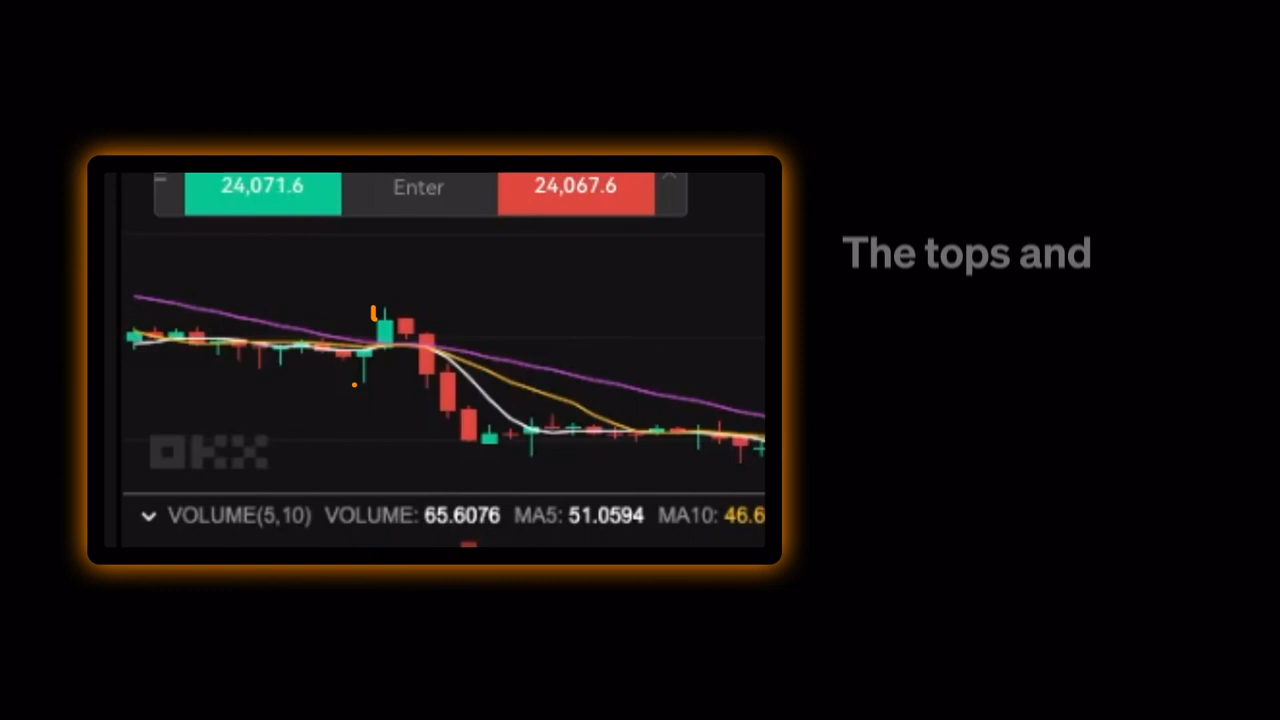 24,071.6 Enter 24,067.6
The tops and
OKX
VOLUME(5,10) VOLUME: 65.6076 MA5: 51.0594 MA10: 46.6